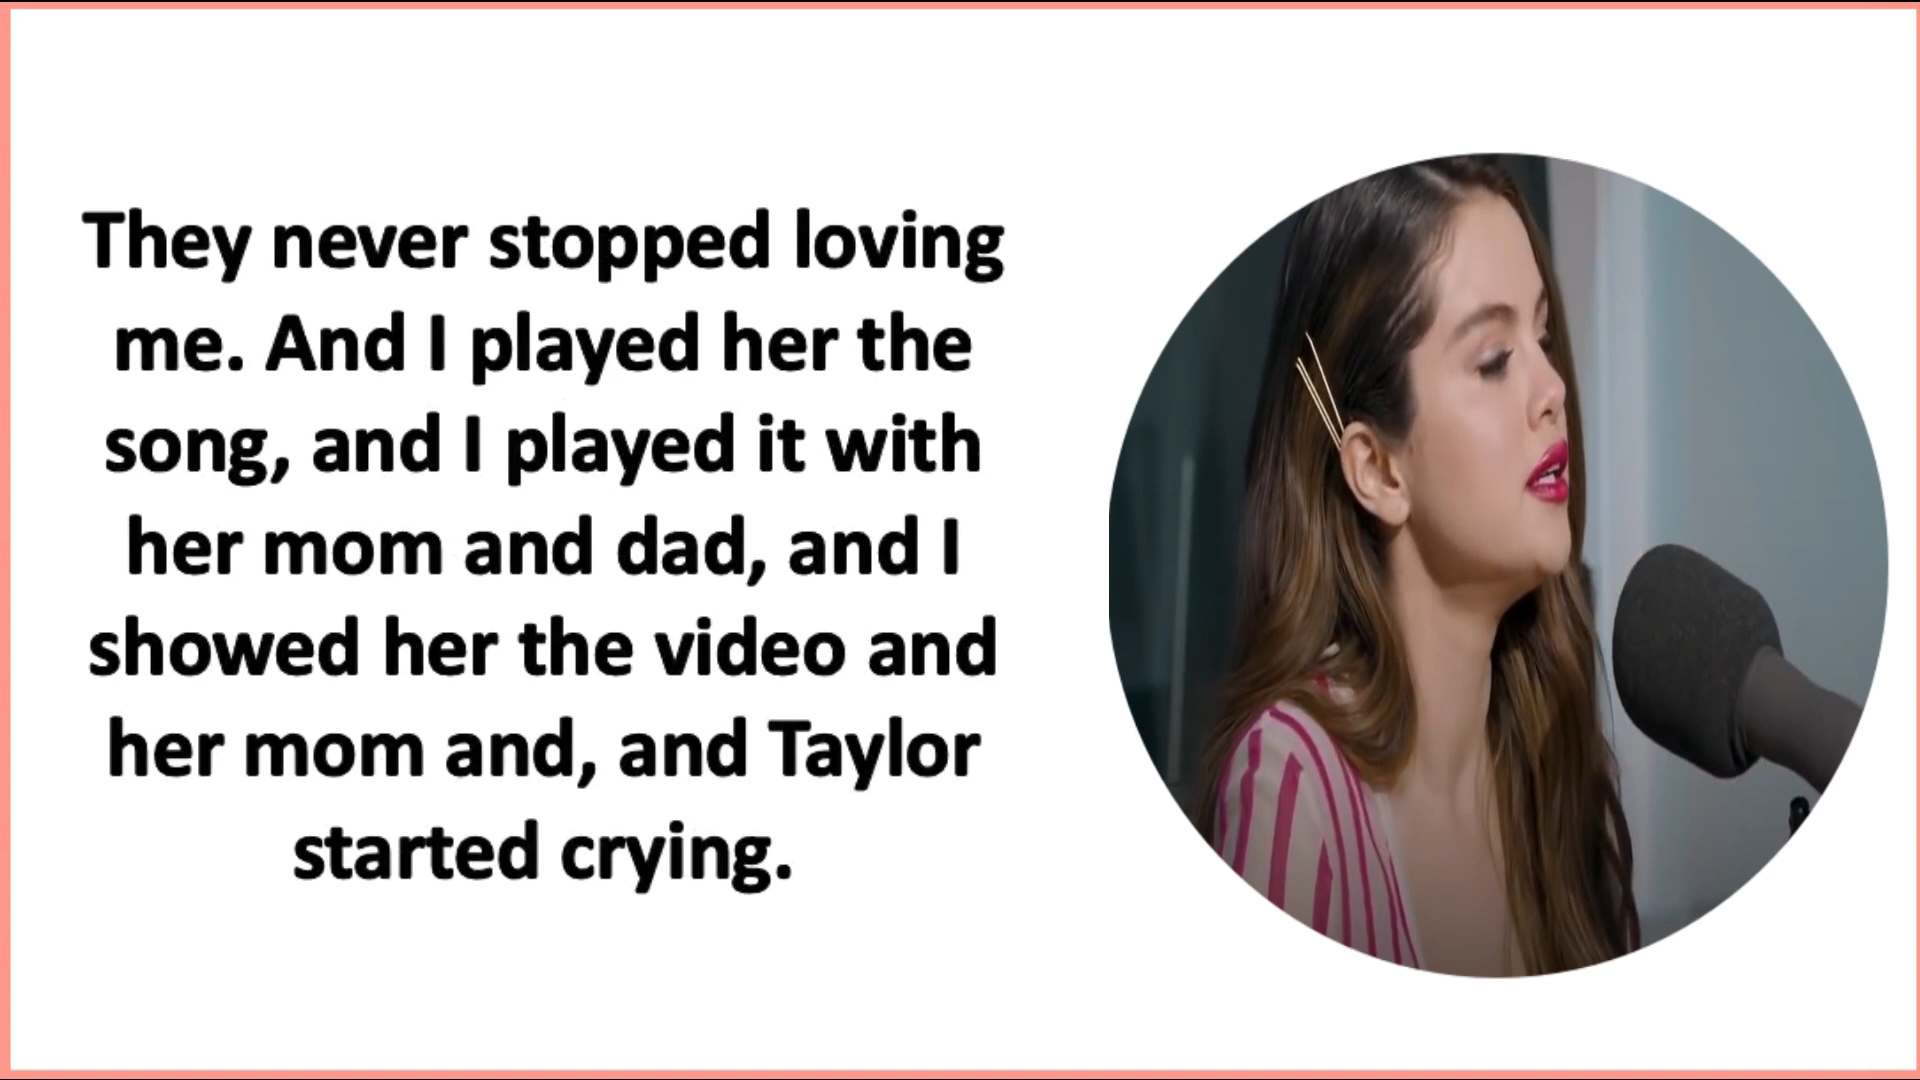 They never stopped loving
me. And I played her the
song, and I played it with
her mom and dad, and I
showed her the video and
her mom and, and Taylor
started crying.